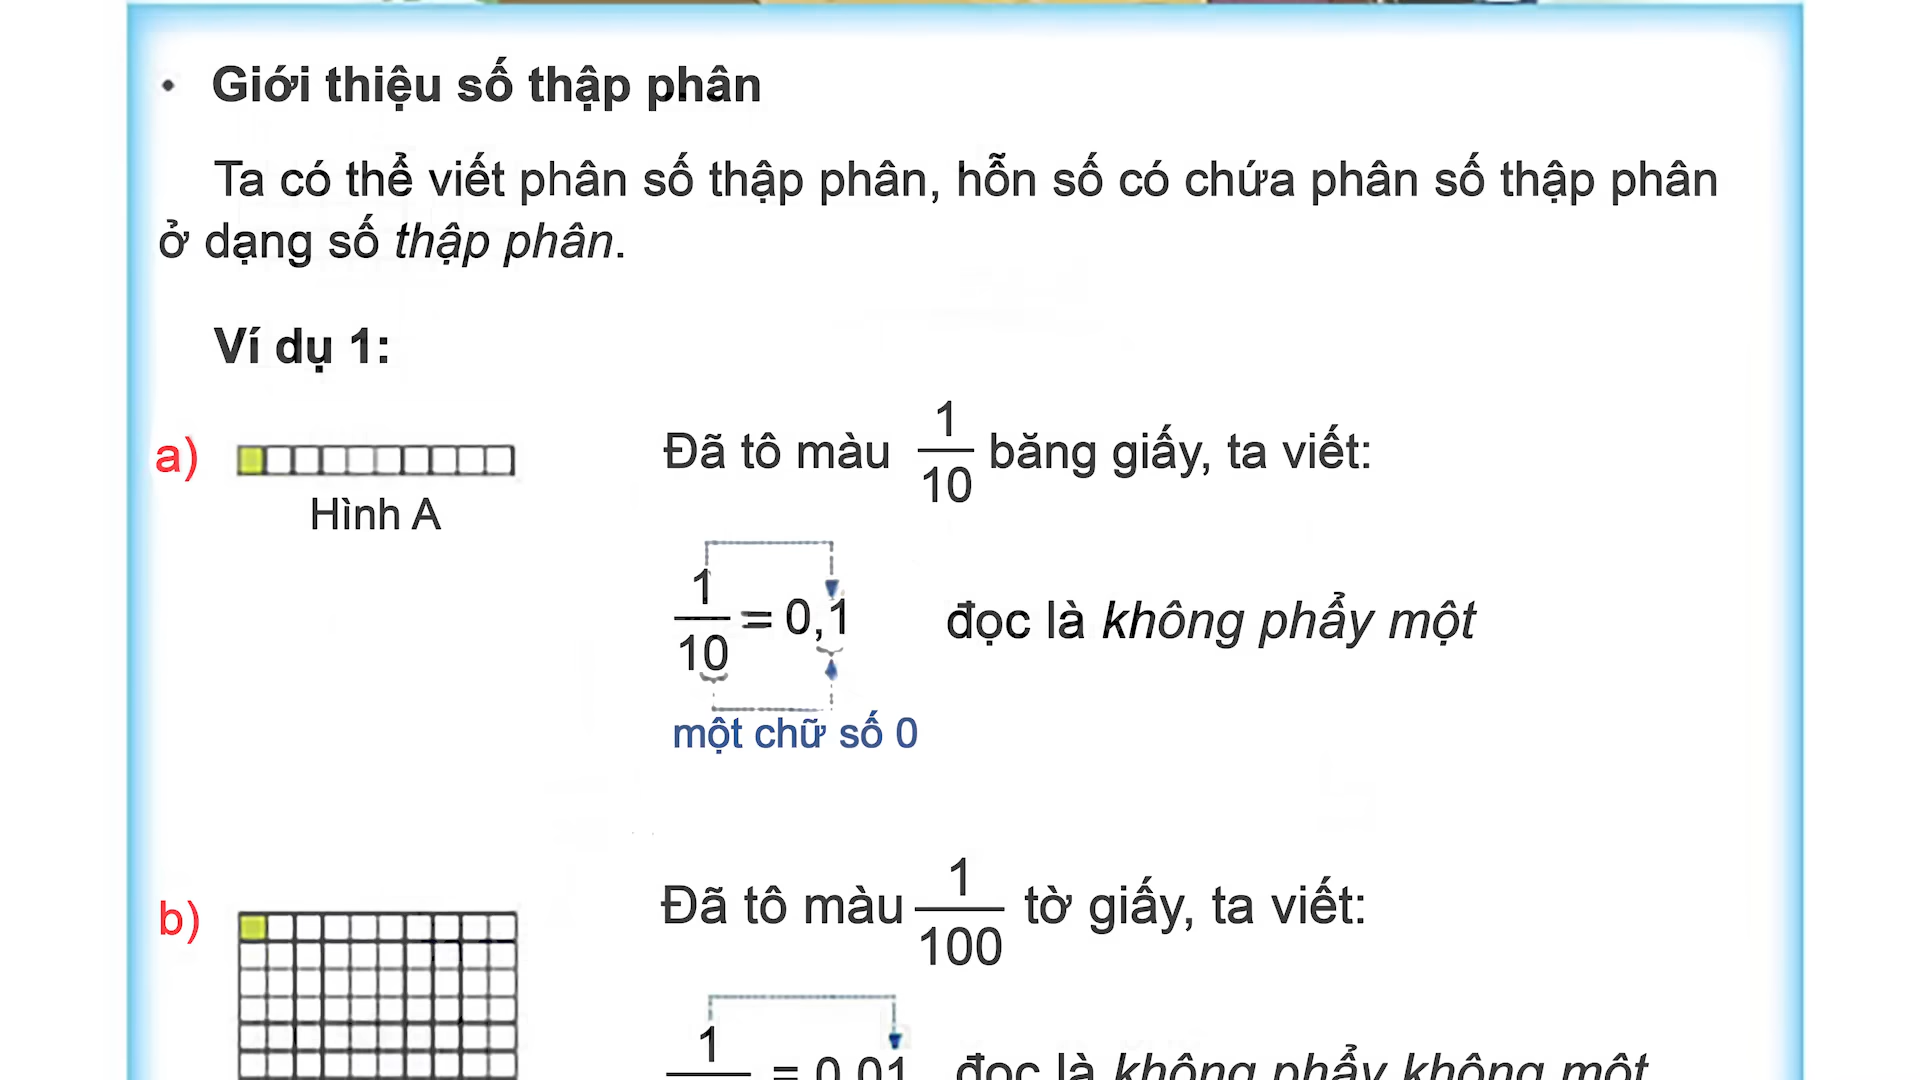 • Giới thiệu số thập phân
Ta có thể viết phân số thập phân, hỗn số có chứa phân số thập phân
ở dạng số thập phân.
Ví dụ 1:
a)
Hình A
Đã tô màu 1/10 băng giấy, ta viết:
1/10 = 0,1 đọc là không phẩy một
một chữ số 0
b)
Đã tô màu 1/100 tờ giấy, ta viết:
1 = 0,01 đọc là không phẩy không một